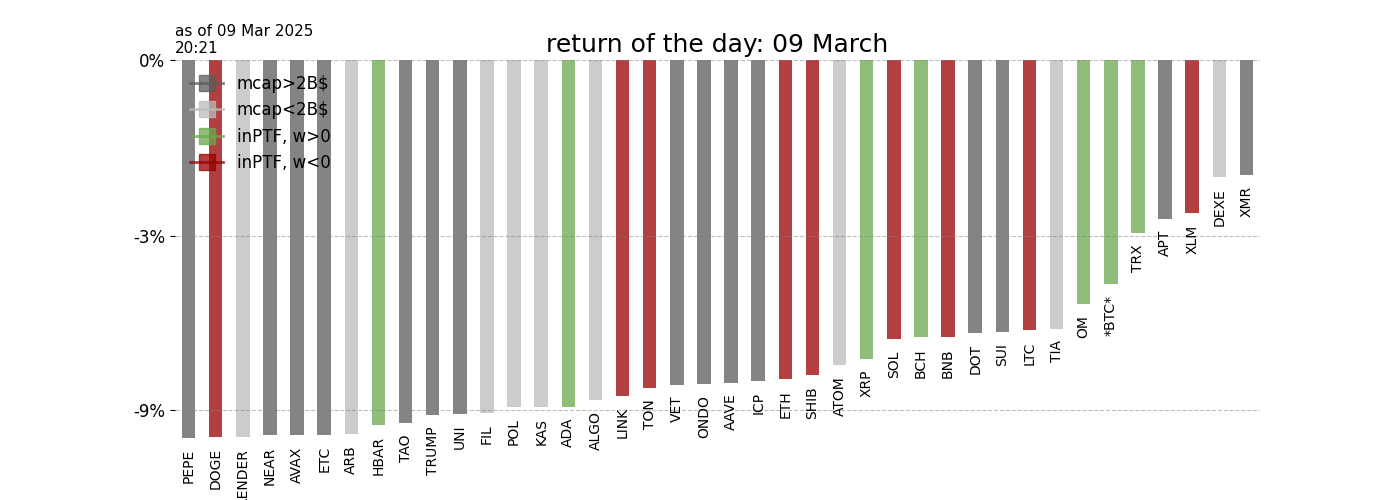 as of 09 Mar 2025
20:21
return of the day: 09 March
0%
-3%
-9%
mcap>2B$
mcap<2B$
inPTF, w>0
inPTF, w<0
PEPE
DOGE
ENDER
NEAR
AVAX
ETC
ARB
HBAR
TAO
TRUMP
UNI
FIL
POL
KAS
ADA
ALGO
LINK
TON
VET
ONDO
AAVE
ICP
ETH
SHIB
ATOM
XRP
SOL
BCH
BNB
DOT
SUI
LTC
TIA
OM
*BTC*
TRX
APT
XLM
DEXE
XMR